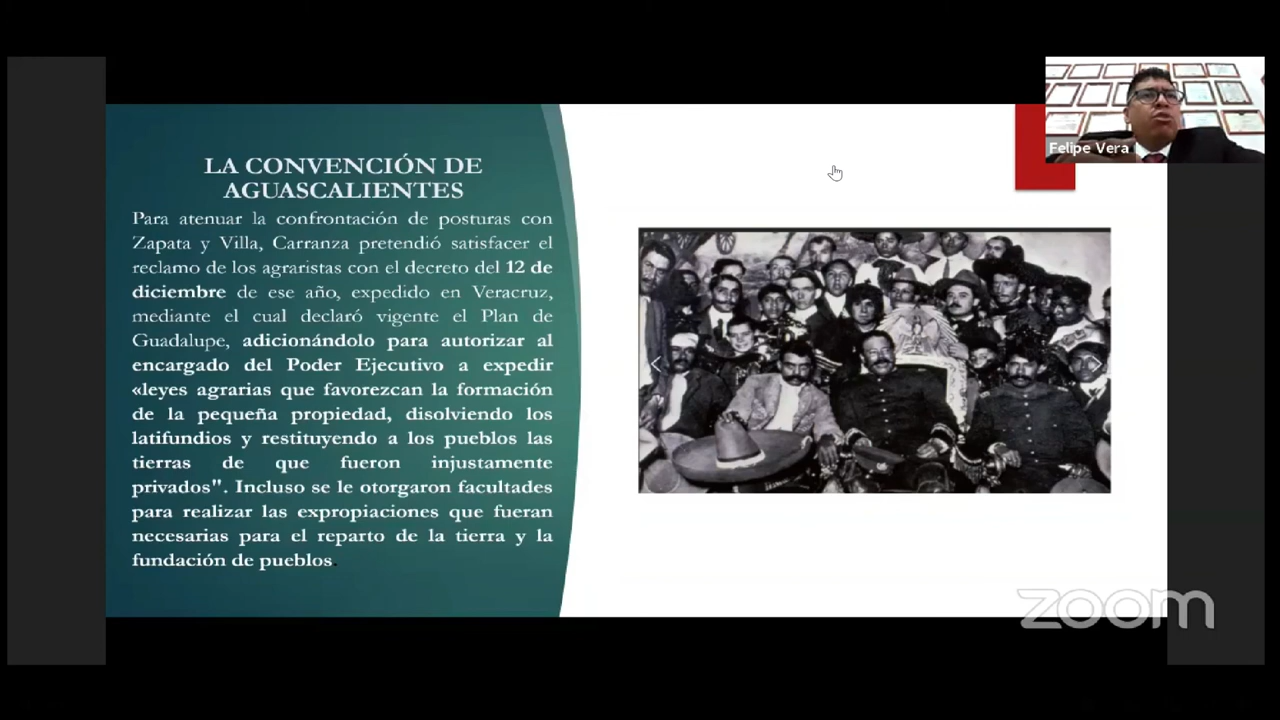 LA CONVENCIÓN DE
AGUASCALIENTES
Para atenuar la confrontación de posturas con
Zapata y Villa, Carranza pretendió satisfacer el
reclamo de los agraristas con el decreto del 12 de
diciembre de ese año, expedido en Veracruz,
mediante el cual declaró vigente el Plan de
Guadalupe, adicionándolo para autorizar al
encargado del Poder Ejecutivo a expedir
«leyes agrarias que favorezcan la formación
de la pequeña propiedad, disolviendo los
latifundios y restituyendo a los pueblos las
tierras de que fueron injustamente
privados". Incluso se le otorgaron facultades
para realizar las expropiaciones que fueran
necesarias para el reparto de la tierra y la
fundación de pueblos.
Felipe Vera
zoom